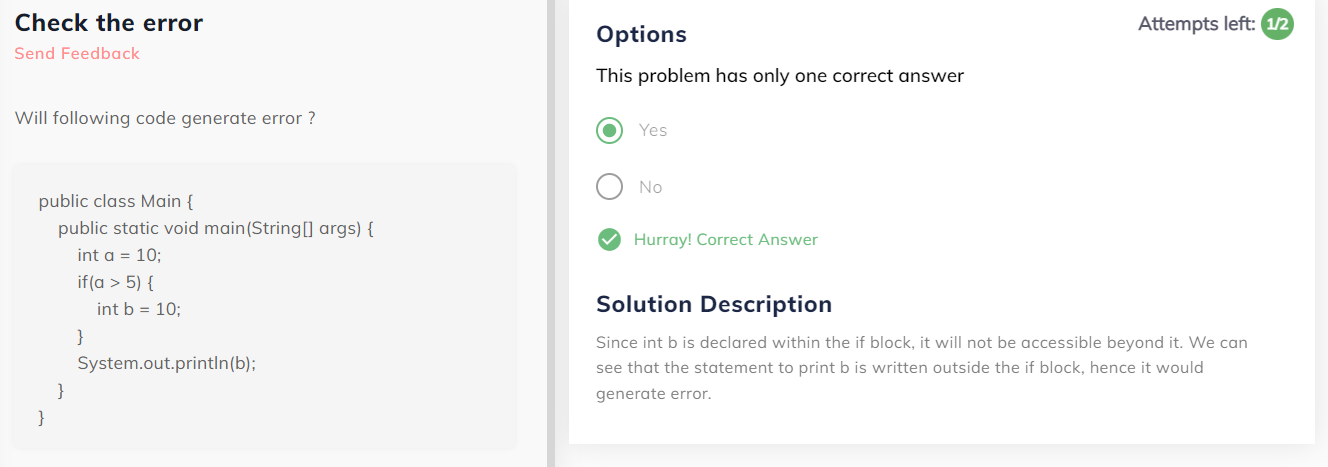 Check the error
Send Feedback
Will following code generate error ?
public class Main {
public static void main(String[] args) {
int a = 10;
if(a > 5) {
int b = 10;
}
System.out.println(b);
}
}
Options
Attempts left: 1/2
This problem has only one correct answer
Yes
No
Hurray! Correct Answer
Solution Description
Since int b is declared within the if block, it will not be accessible beyond it. We can
see that the statement to print b is written outside the if block, hence it would
generate error.